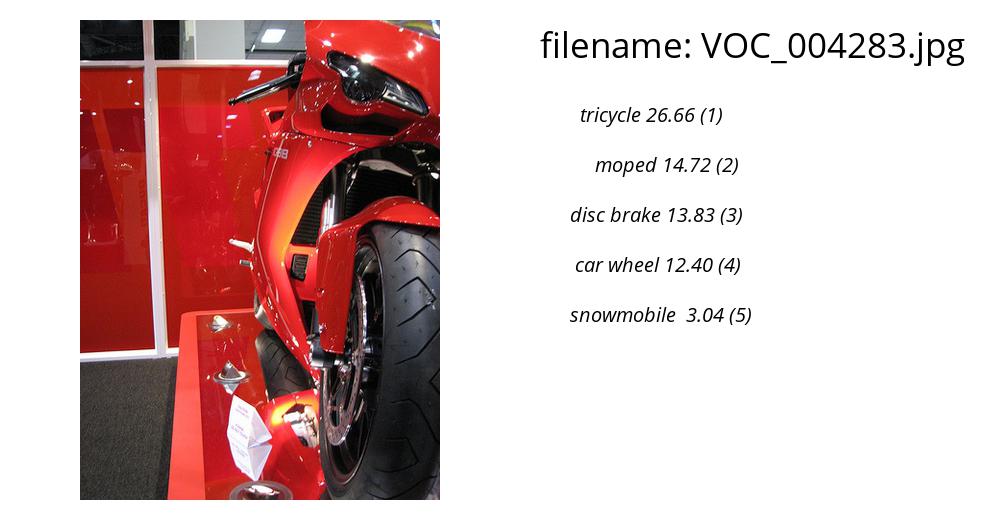 filename: VOC_004283.jpg
tricycle 26.66 (1)
moped 14.72 (2)
disc brake 13.83 (3)
car wheel 12.40 (4)
snowmobile 3.04 (5)